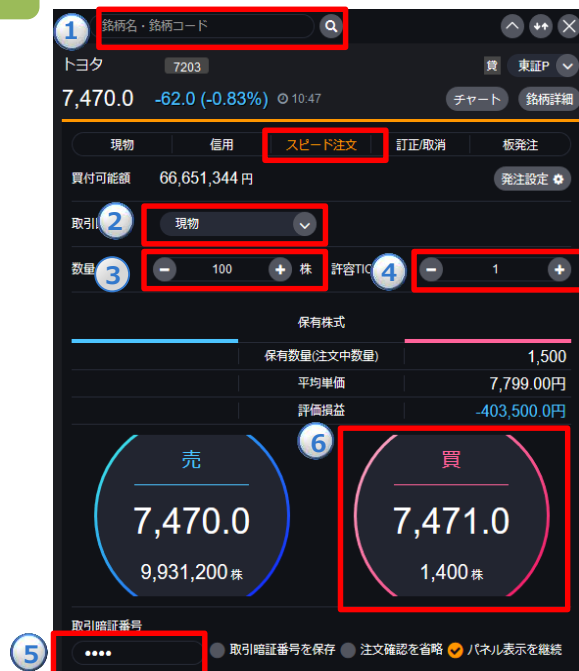 1 銘柄名・銘柄コード
トヨタ 7203 貸 東証P
7,470.0 -62.0 (-0.83%) 10:47 チャート 銘柄詳細
現物 信用 スピード注文 訂正/取消 板発注
買付可能額 66,651,344 円 発注設定
取引 2 現物
数量 3 100 株 許容TIC 4 1
保有株式
保有数量(注文中数量) 1,500
平均単価 7,799.00円
評価損益 -403,500.0円
6
売 買
7,470.0 7,471.0
9,931,200 株 1,400 株
取引暗証番号
5 •••• 取引暗証番号を保存 注文確認を省略 パネル表示を継続